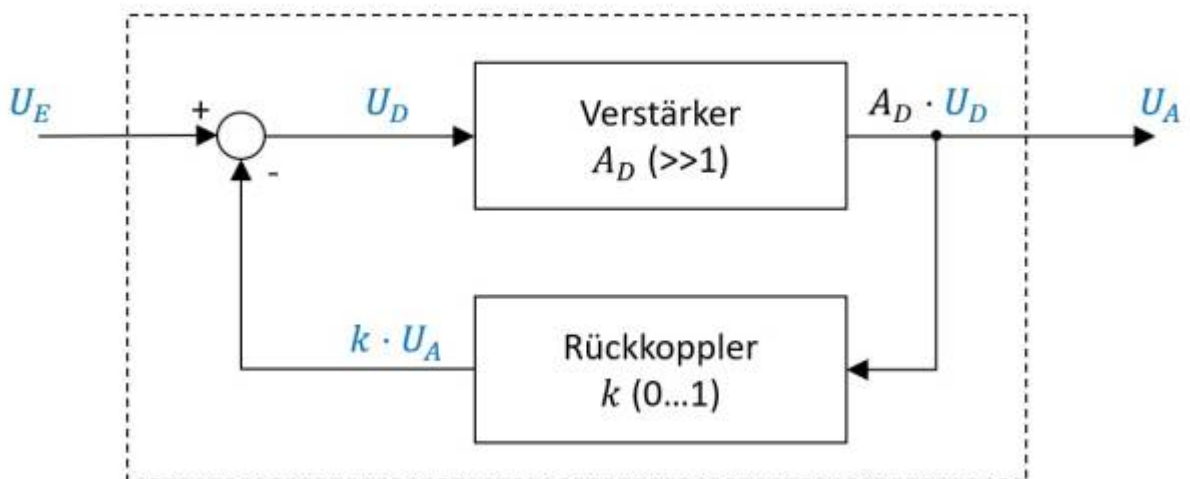 U_E
+
-
U_D
Verstärker
A_D (>>1)
A_D · U_D
U_A
k · U_A
Rückkoppler
k (0...1)